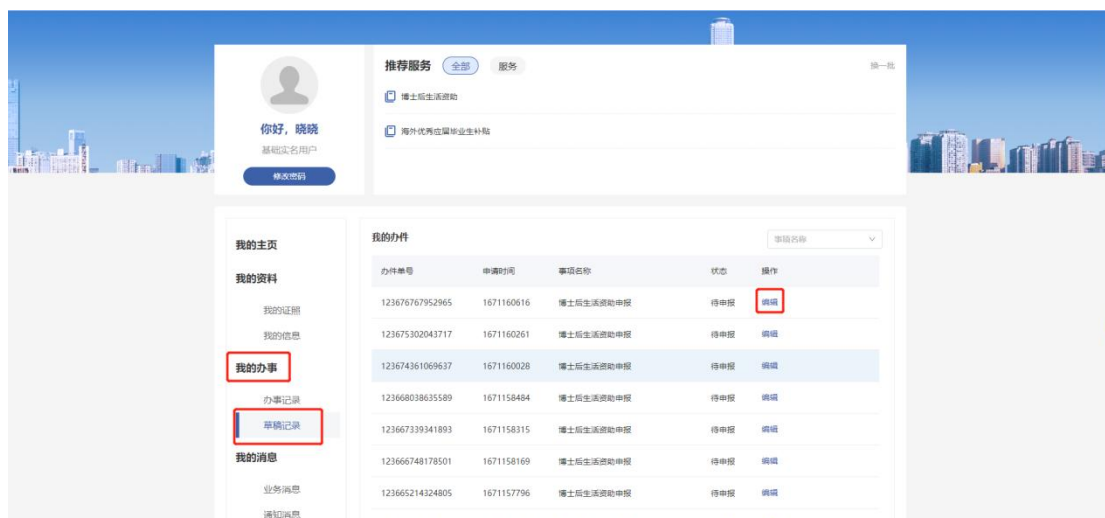 推荐服务 全部 服务 换一批
博士后生活资助
海外优秀应届毕业生补贴
你好，晓晓
基础实名用户
修改密码
我的主页
我的资料
我的证照
我的信息
我的办事
办事记录
草稿记录
我的消息
业务消息
通知消息
我的办件 事项名称
办件单号 申请时间 事项名称 状态 操作
123676767952965 1671160616 博士后生活资助申报 待申报 编辑
123675302043717 1671160261 博士后生活资助申报 待申报 编辑
123674361069637 1671160028 博士后生活资助申报 待申报 编辑
123668038635589 1671158484 博士后生活资助申报 待申报 编辑
123667339341893 1671158315 博士后生活资助申报 待申报 编辑
123666748178501 1671158169 博士后生活资助申报 待申报 编辑
123665214324805 1671157796 博士后生活资助申报 待申报 编辑